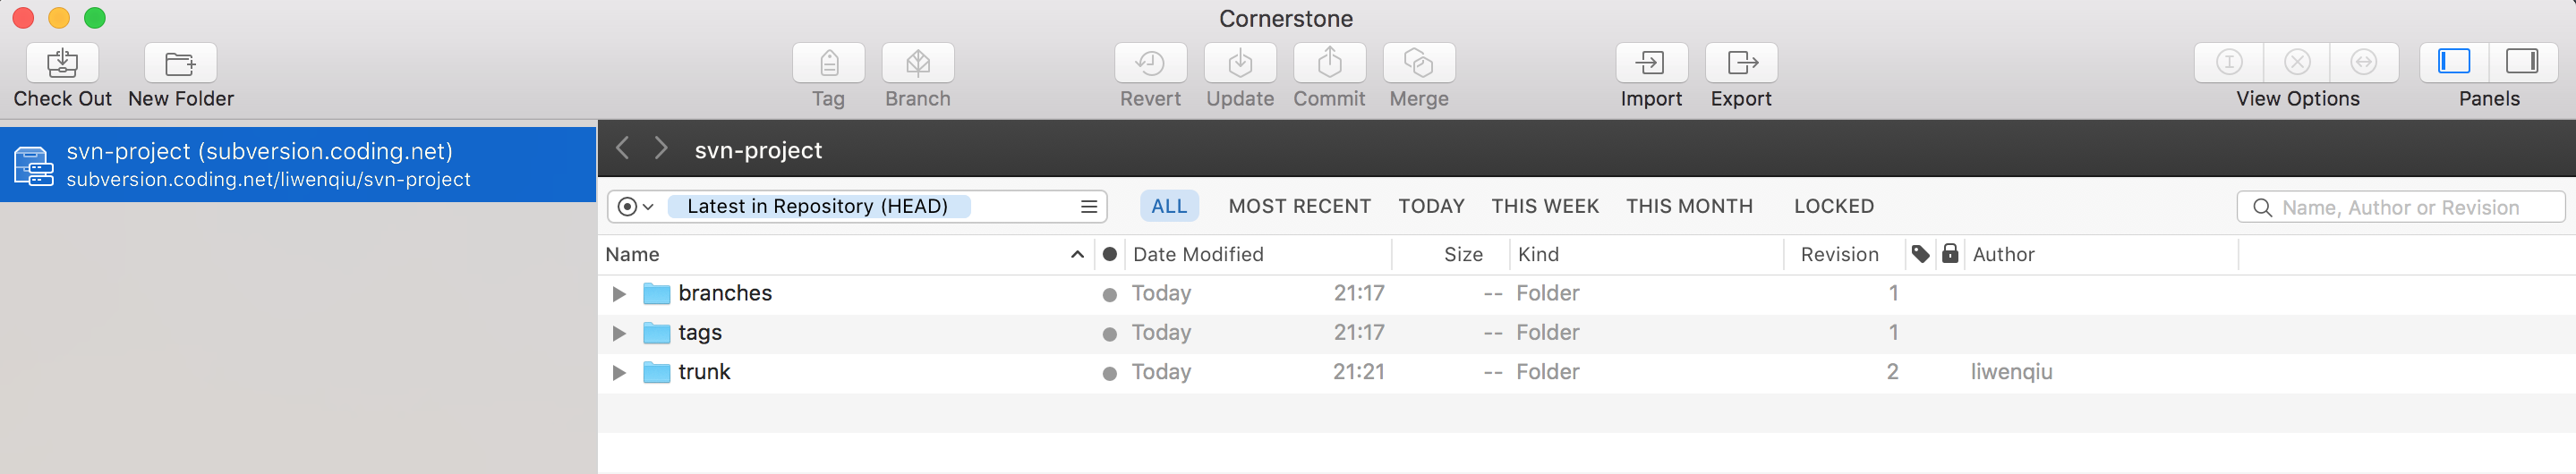 Cornerstone
Check Out New Folder Tag Branch Revert Update Commit Merge Import Export View Options Panels
svn-project (subversion.coding.net)
subversion.coding.net/liwenqiu/svn-project
svn-project
Latest in Repository (HEAD) ALL MOST RECENT TODAY THIS WEEK THIS MONTH LOCKED Name, Author or Revision
Name Date Modified Size Kind Revision Author
branches Today 21:17 -- Folder 1
tags Today 21:17 -- Folder 1
trunk Today 21:21 -- Folder 2 liwenqiu